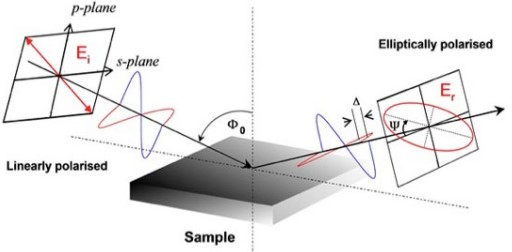 p-plane
Ei
s-plane
Linearly polarised
Φ0
Sample
Elliptically polarised
Δ
Ψ
Er